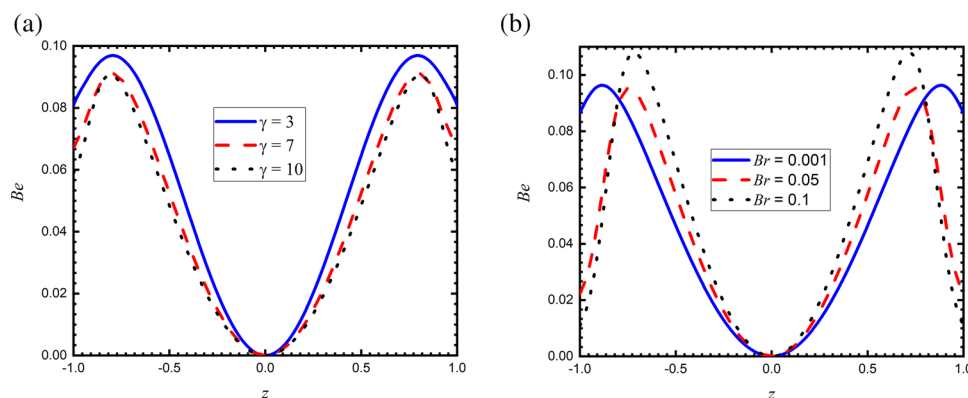 (a)
0.10
0.08
0.06
0.04
0.02
0.00
Be
γ = 3
γ = 7
γ = 10
-1.0 -0.5 0.0 0.5 1.0
z
(b)
0.10
0.08
0.06
0.04
0.02
0.00
Be
Br = 0.001
Br = 0.05
Br = 0.1
-1.0 -0.5 0.0 0.5 1.0
z